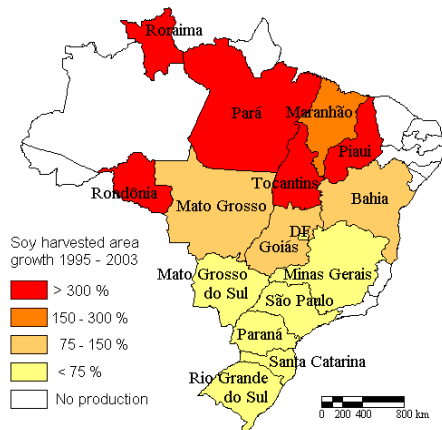 Roraima
Pará
Maranhão
Piaui
Tocantins
Rondônia
Mato Grosso
Bahia
DF
Goiás
Minas Gerais
Mato Grosso
do Sul
São Paulo
Paraná
Santa Catarina
Rio Grande
do Sul
Soy harvested area
growth 1995 - 2003
> 300 %
150 - 300 %
75 - 150 %
< 75 %
No production
0 200 400 800 km